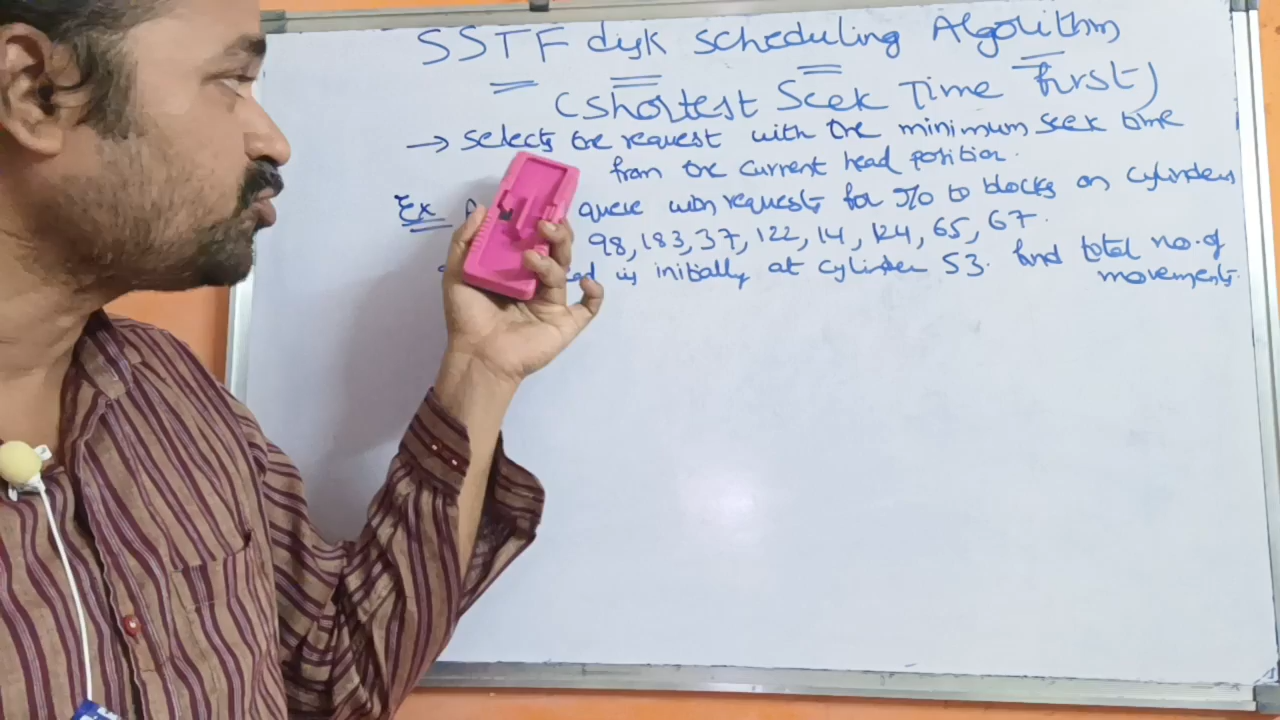 SSTF disk scheduling Algorithm
(Shortest Seek Time first)
→ selects the request with the minimum seek time
from the current head position.
Ex A queue with requests for I/O to blocks on cylinders
98, 183, 37, 122, 14, 124, 65, 67.
is initially at cylinder 53. find total no. of
movements.